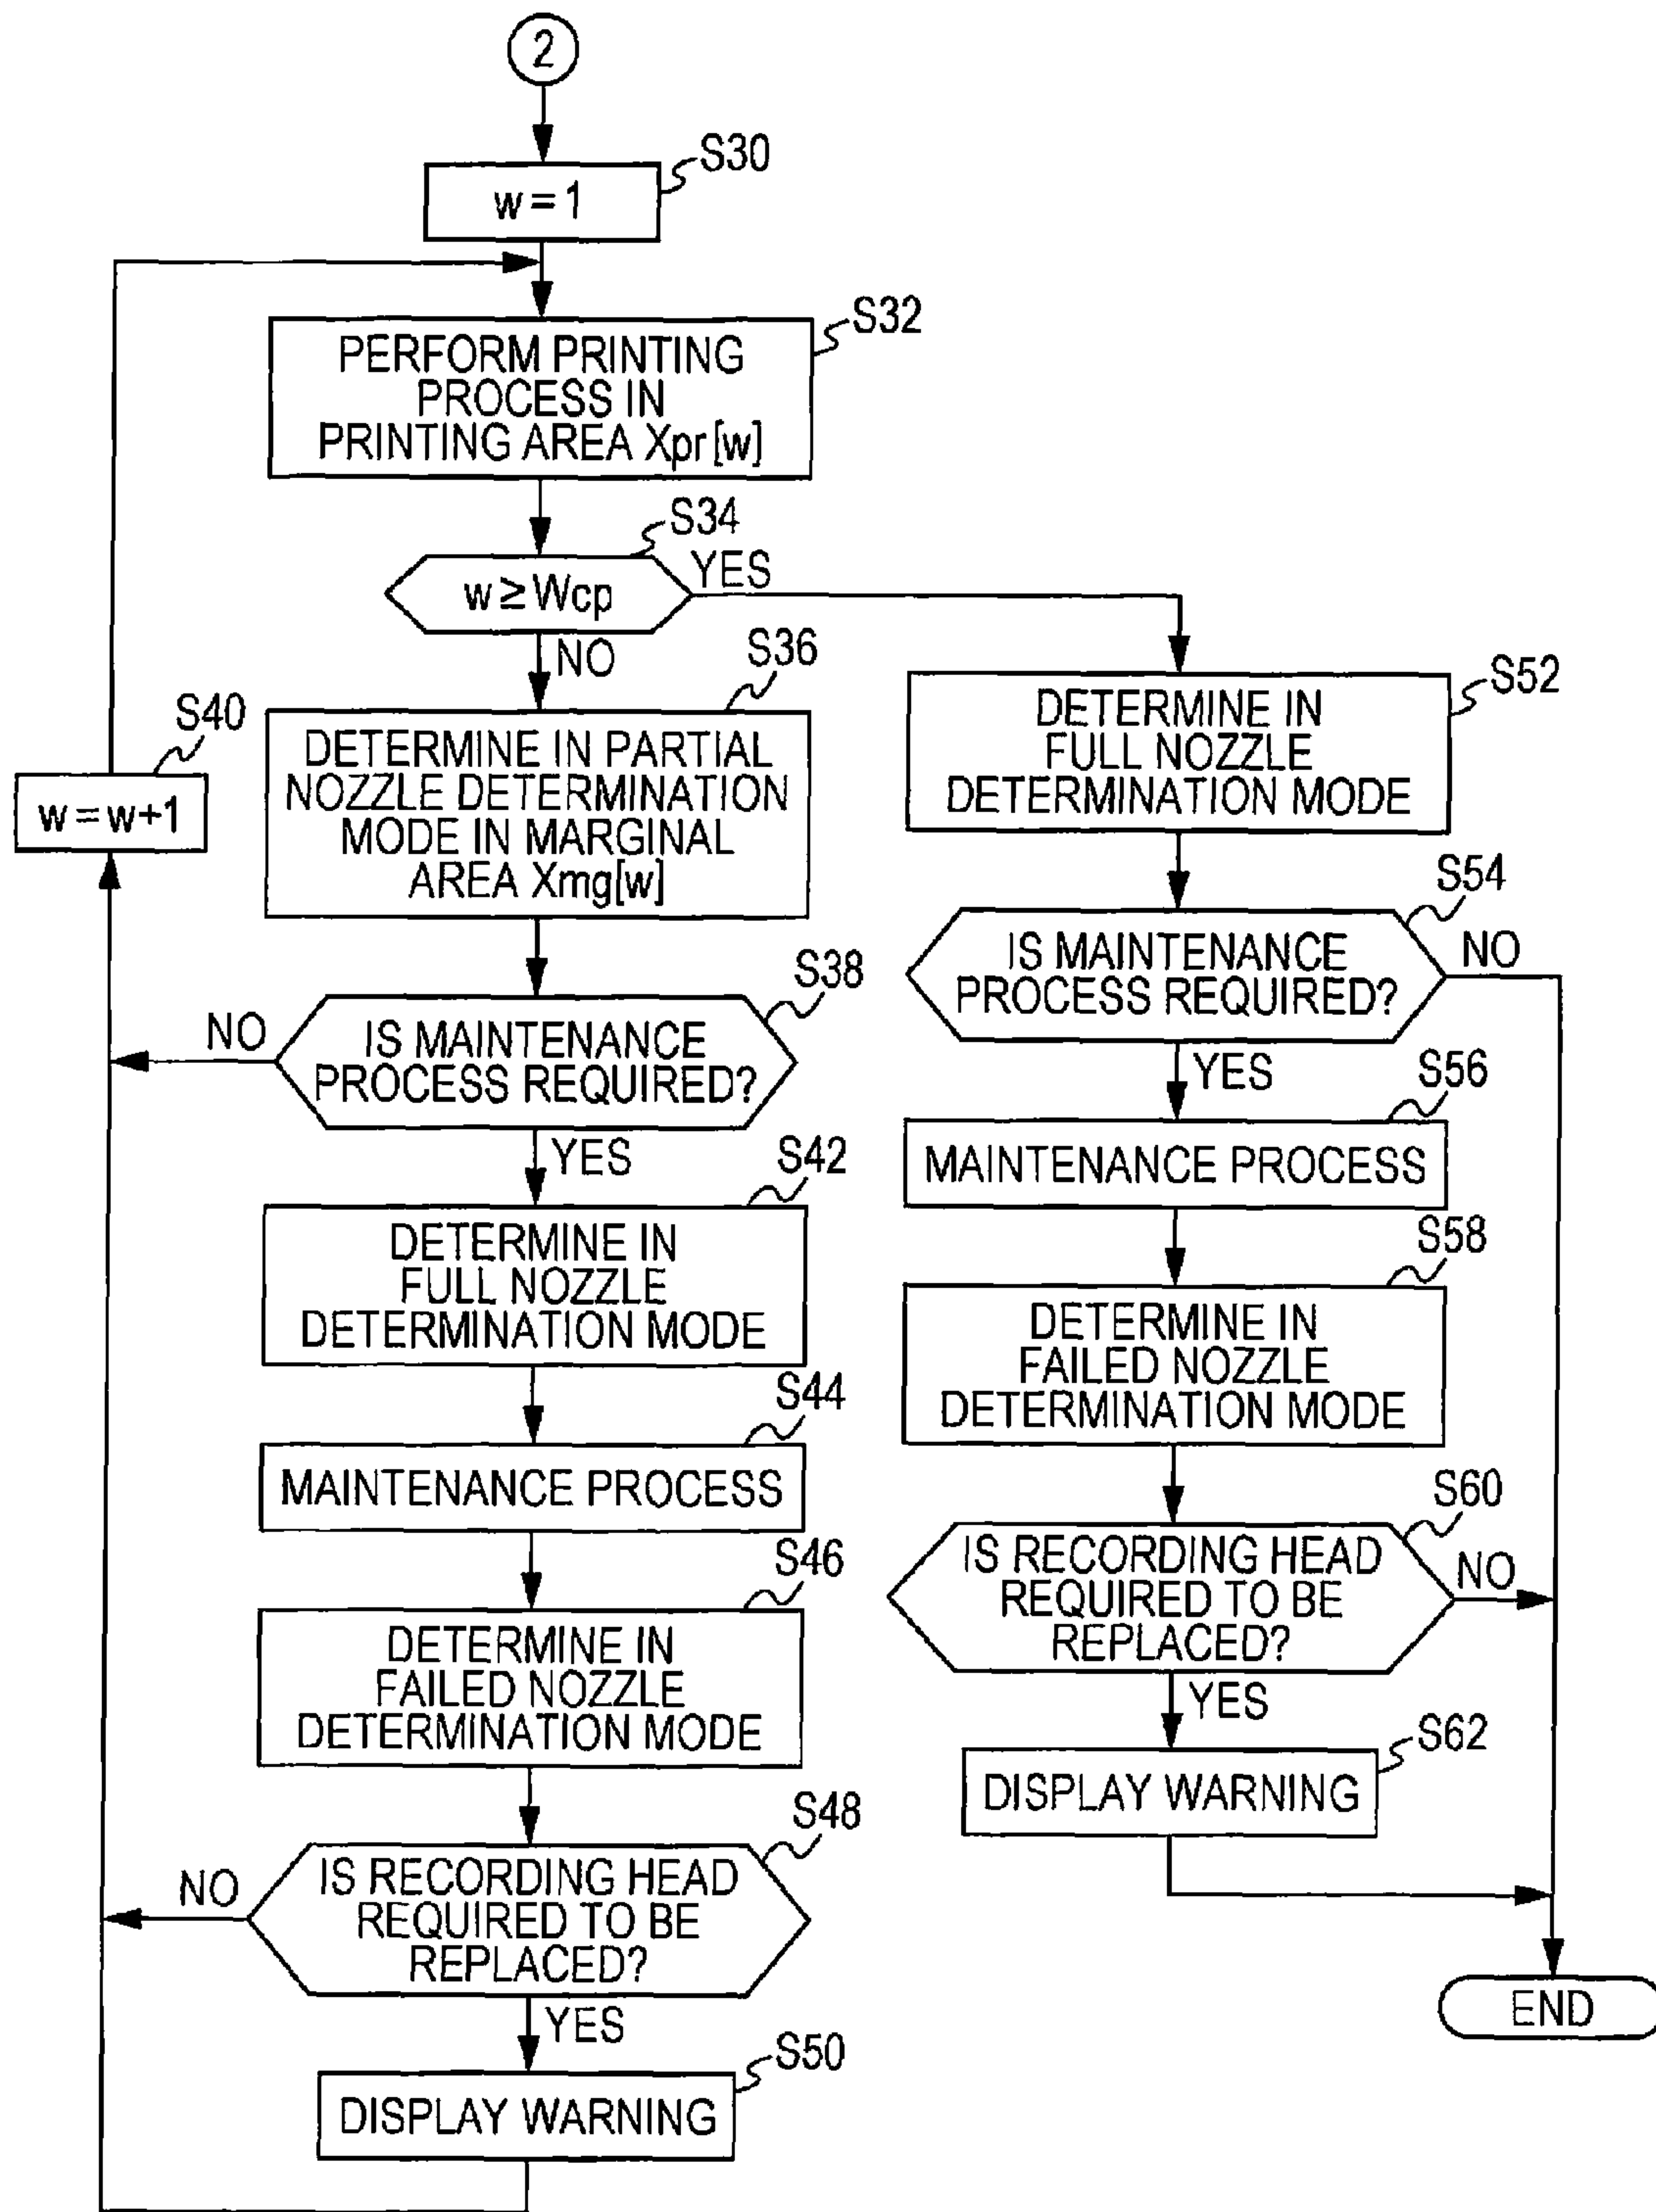 2
S30
w = 1
S32
PERFORM PRINTING
PROCESS IN
PRINTING AREA Xpr [w]
S34
w ≥ Wcp
YES
NO
S36
DETERMINE IN PARTIAL
NOZZLE DETERMINATION
MODE IN MARGINAL
AREA Xmg[w]
S40
w = w+1
S38
IS MAINTENANCE
PROCESS REQUIRED?
NO
YES
S42
DETERMINE IN
FULL NOZZLE
DETERMINATION MODE
S44
MAINTENANCE PROCESS
S46
DETERMINE IN
FAILED NOZZLE
DETERMINATION MODE
S48
IS RECORDING HEAD
REQUIRED TO BE
REPLACED?
NO
YES
S50
DISPLAY WARNING
S52
DETERMINE IN
FULL NOZZLE
DETERMINATION MODE
S54
IS MAINTENANCE
PROCESS REQUIRED?
NO
YES
S56
MAINTENANCE PROCESS
S58
DETERMINE IN
FAILED NOZZLE
DETERMINATION MODE
S60
IS RECORDING HEAD
REQUIRED TO BE
REPLACED?
NO
YES
S62
DISPLAY WARNING
END